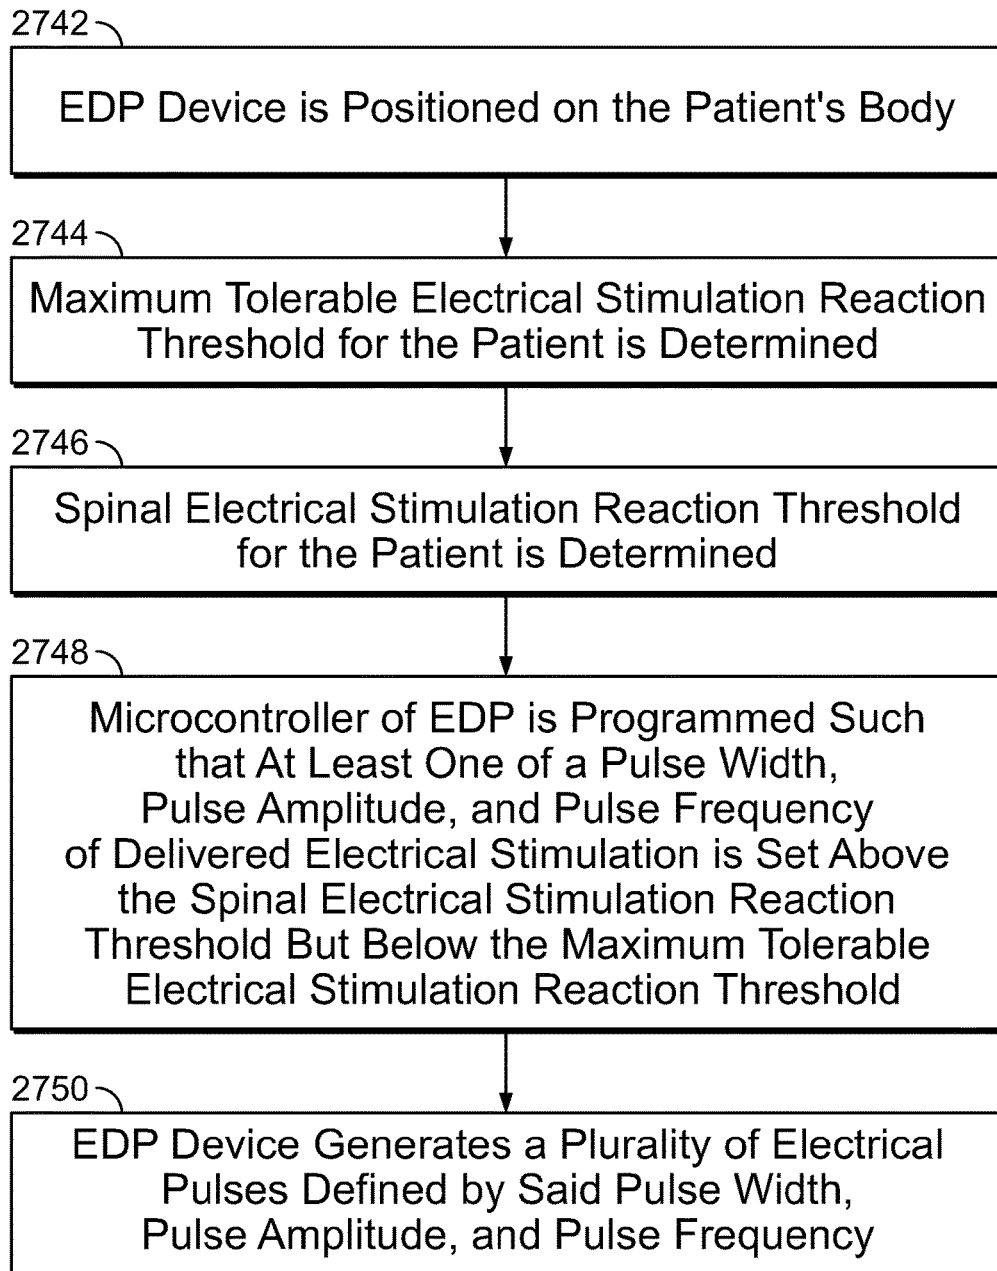 2742
EDP Device is Positioned on the Patient's Body
2744
Maximum Tolerable Electrical Stimulation Reaction
Threshold for the Patient is Determined
2746
Spinal Electrical Stimulation Reaction Threshold
for the Patient is Determined
2748
Microcontroller of EDP is Programmed Such
that At Least One of a Pulse Width,
Pulse Amplitude, and Pulse Frequency
of Delivered Electrical Stimulation is Set Above
the Spinal Electrical Stimulation Reaction
Threshold But Below the Maximum Tolerable
Electrical Stimulation Reaction Threshold
2750
EDP Device Generates a Plurality of Electrical
Pulses Defined by Said Pulse Width,
Pulse Amplitude, and Pulse Frequency